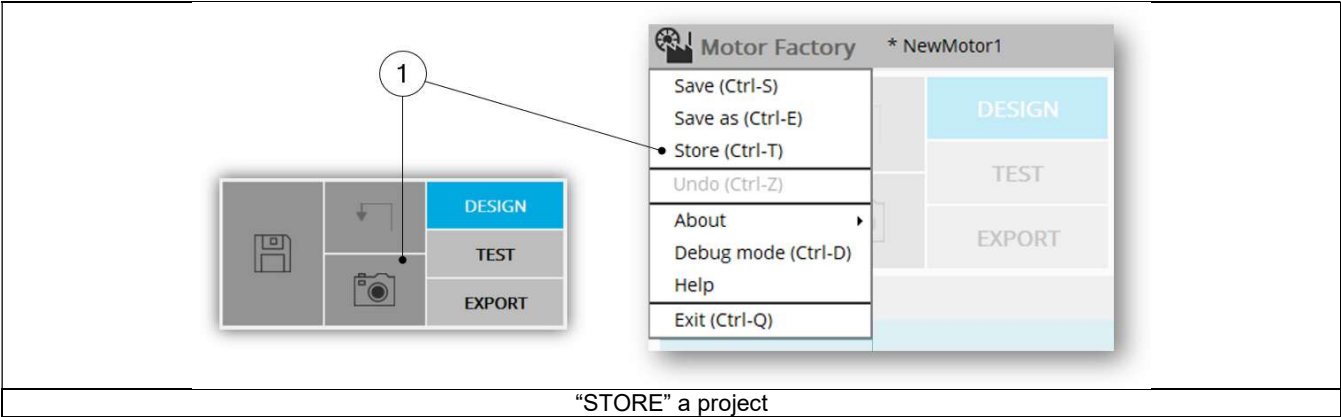 1
DESIGN
TEST
EXPORT
Motor Factory * NewMotor1
Save (Ctrl-S)
Save as (Ctrl-E)
Store (Ctrl-T)
Undo (Ctrl-Z)
About
Debug mode (Ctrl-D)
Help
Exit (Ctrl-Q)
DESIGN
TEST
EXPORT
“STORE” a project